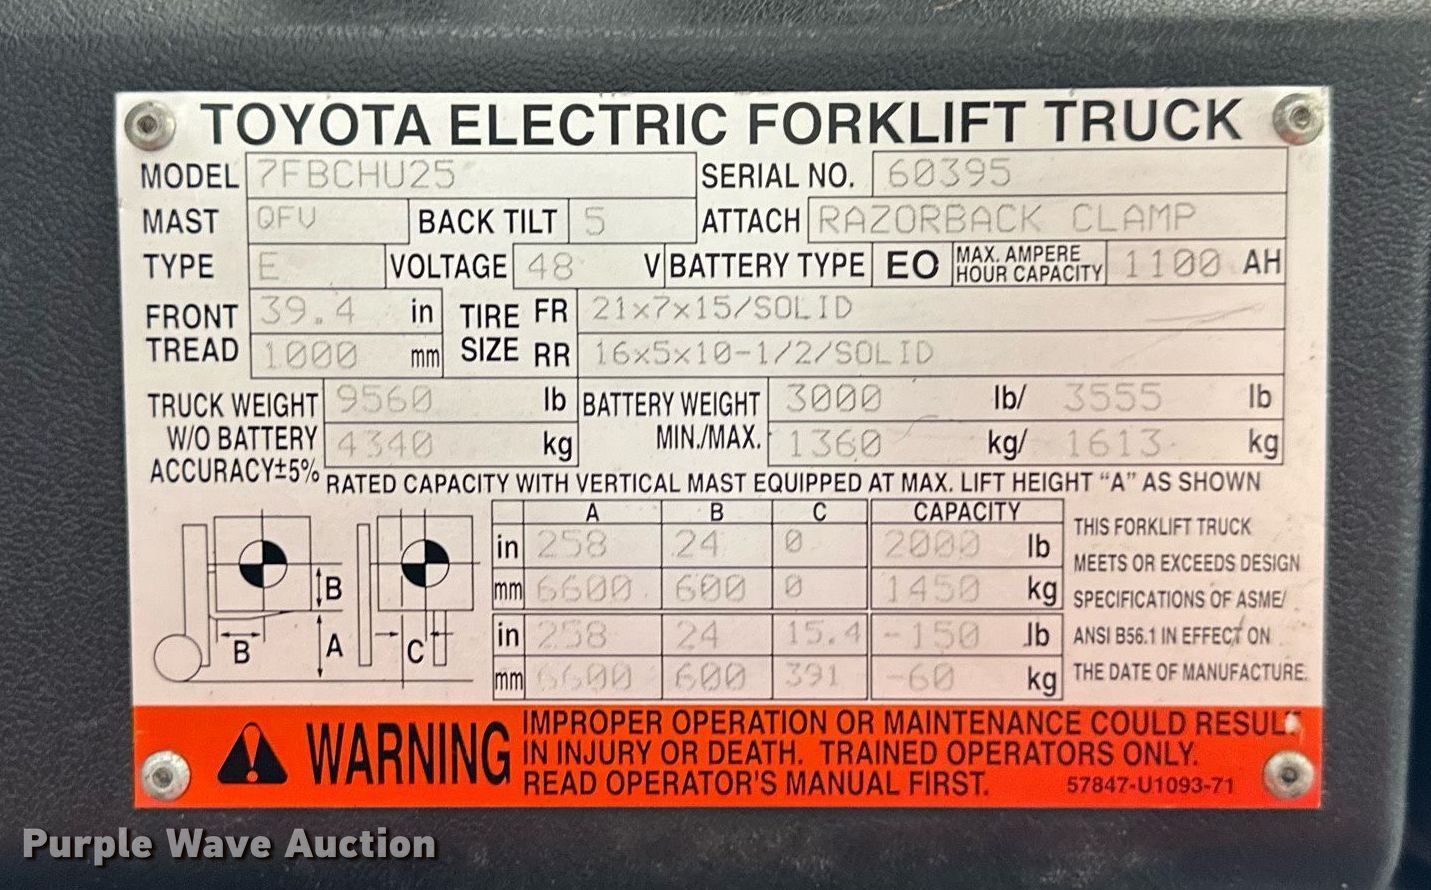 TOYOTA ELECTRIC FORKLIFT TRUCK
MODEL 7FBCHU25 SERIAL NO. 60395
MAST QFV BACK TILT 5 ATTACH RAZORBACK CLAMP
TYPE E VOLTAGE 48 V BATTERY TYPE EO MAX. AMPERE HOUR CAPACITY 1100 AH
FRONT TREAD 39.4 in TIRE SIZE FR 21x7x15/SOLID
1000 mm RR 16x5x10-1/2/SOLID
TRUCK WEIGHT 9560 lb BATTERY WEIGHT 3000 lb/ 3555 lb
W/O BATTERY 4340 kg MIN./MAX. 1360 kg/ 1613 kg
ACCURACY±5%
RATED CAPACITY WITH VERTICAL MAST EQUIPPED AT MAX. LIFT HEIGHT "A" AS SHOWN
A B C CAPACITY
in 258 24 0 2000 lb
mm 6600 600 0 1450 kg
in 258 24 15.4 -150 lb
mm 6600 600 391 -60 kg
B
B A C
THIS FORKLIFT TRUCK
MEETS OR EXCEEDS DESIGN
SPECIFICATIONS OF ASME/
ANSI B56.1 IN EFFECT ON
THE DATE OF MANUFACTURE.
WARNING
IMPROPER OPERATION OR MAINTENANCE COULD RESULT
IN INJURY OR DEATH. TRAINED OPERATORS ONLY.
READ OPERATOR'S MANUAL FIRST. 57847-U1093-71
Purple Wave Auction